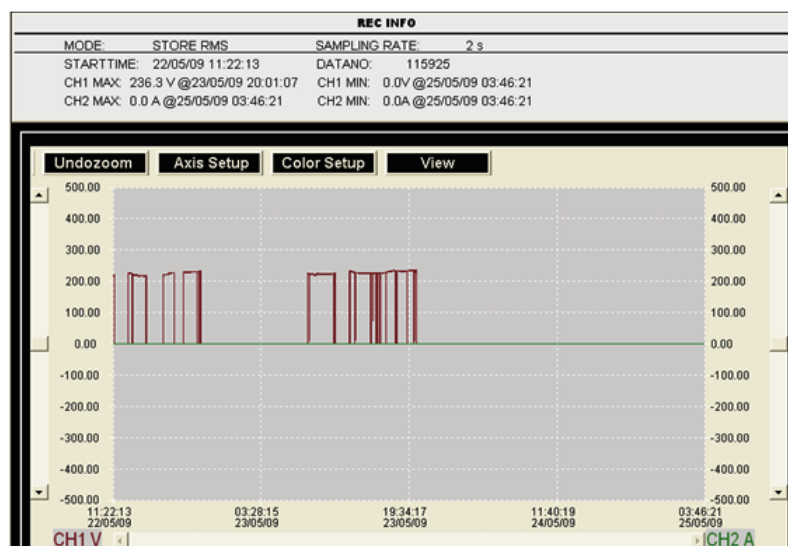 REC INFO
MODE: STORE RMS SAMPLING RATE: 2 s
STARTTIME: 22/05/09 11:22:13 DATANO: 115925
CH1 MAX: 236.3 V @23/05/09 20:01:07 CH1 MIN: 0.0V @25/05/09 03:46:21
CH2 MAX: 0.0 A @25/05/09 03:46:21 CH2 MIN: 0.0A @25/05/09 03:46:21
Undozoom Axis Setup Color Setup View
500.00 500.00
400.00 400.00
300.00 300.00
200.00 200.00
100.00 100.00
0.00 0.00
-100.00 -100.00
-200.00 -200.00
-300.00 -300.00
-400.00 -400.00
-500.00 -500.00
11:22:13 03:28:15 19:34:17 11:40:19 03:46:21
22/05/09 23/05/09 23/05/09 24/05/09 25/05/09
CH1 V CH2 A